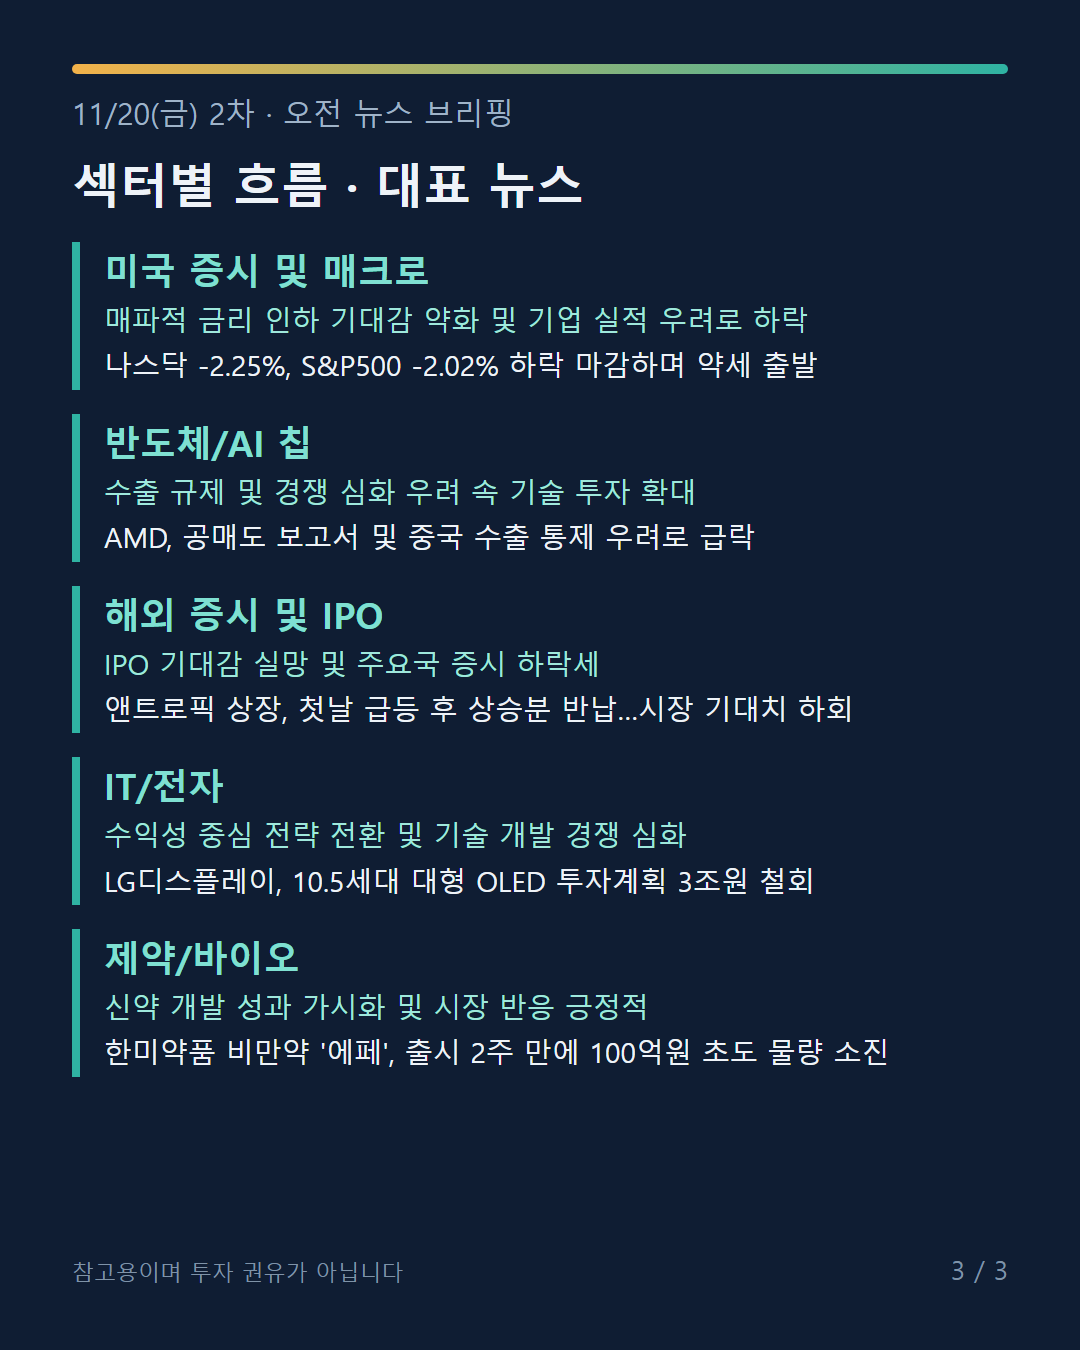 11/20(금) 2차 · 오전 뉴스 브리핑
섹터별 흐름 · 대표 뉴스
미국 증시 및 매크로
매파적 금리 인하 기대감 약화 및 기업 실적 우려로 하락
나스닥 -2.25%, S&P500 -2.02% 하락 마감하며 약세 출발
반도체/AI 칩
수출 규제 및 경쟁 심화 우려 속 기술 투자 확대
AMD, 공매도 보고서 및 중국 수출 통제 우려로 급락
해외 증시 및 IPO
IPO 기대감 실망 및 주요국 증시 하락세
앤트로픽 상장, 첫날 급등 후 상승분 반납...시장 기대치 하회
IT/전자
수익성 중심 전략 전환 및 기술 개발 경쟁 심화
LG디스플레이, 10.5세대 대형 OLED 투자계획 3조원 철회
제약/바이오
신약 개발 성과 가시화 및 시장 반응 긍정적
한미약품 비만약 '에페', 출시 2주 만에 100억원 초도 물량 소진
참고용이며 투자 권유가 아닙니다
3 / 3